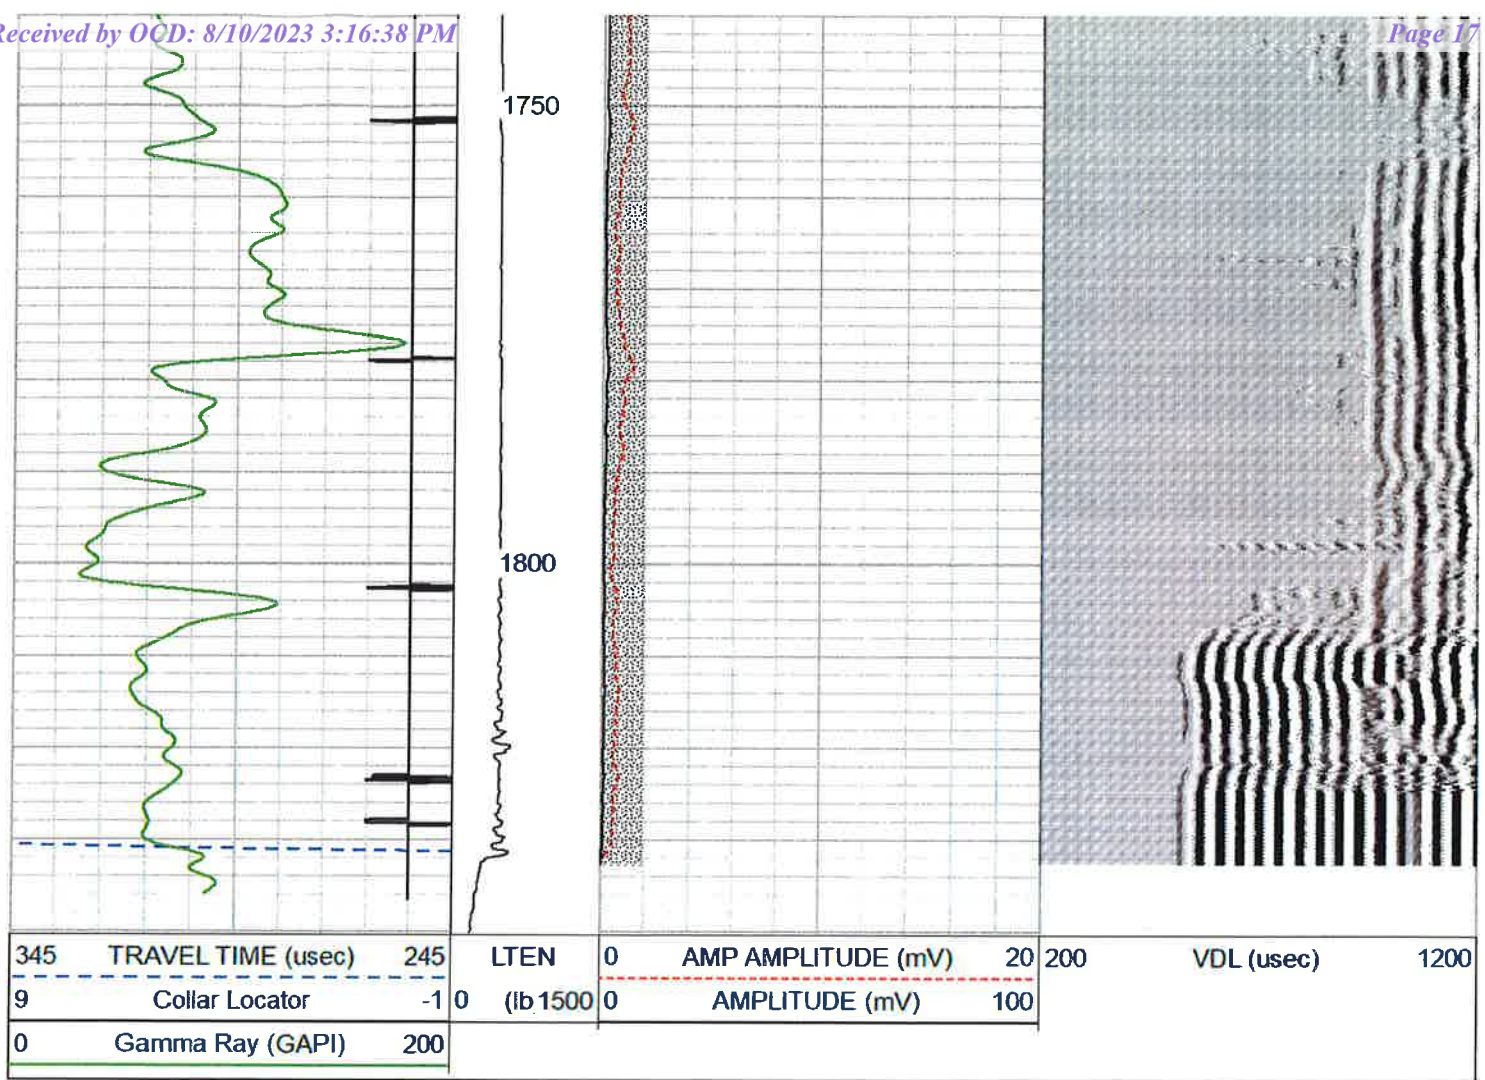 Received by OCD: 8/10/2023 3:16:38 PM
Page 17
1750
1800
345 TRAVEL TIME (usec) 245
9 Collar Locator -1
0 Gamma Ray (GAPI) 200
LTEN
0 (lb 1500
0 AMP AMPLITUDE (mV) 20
0 AMPLITUDE (mV) 100
200 VDL (usec) 1200